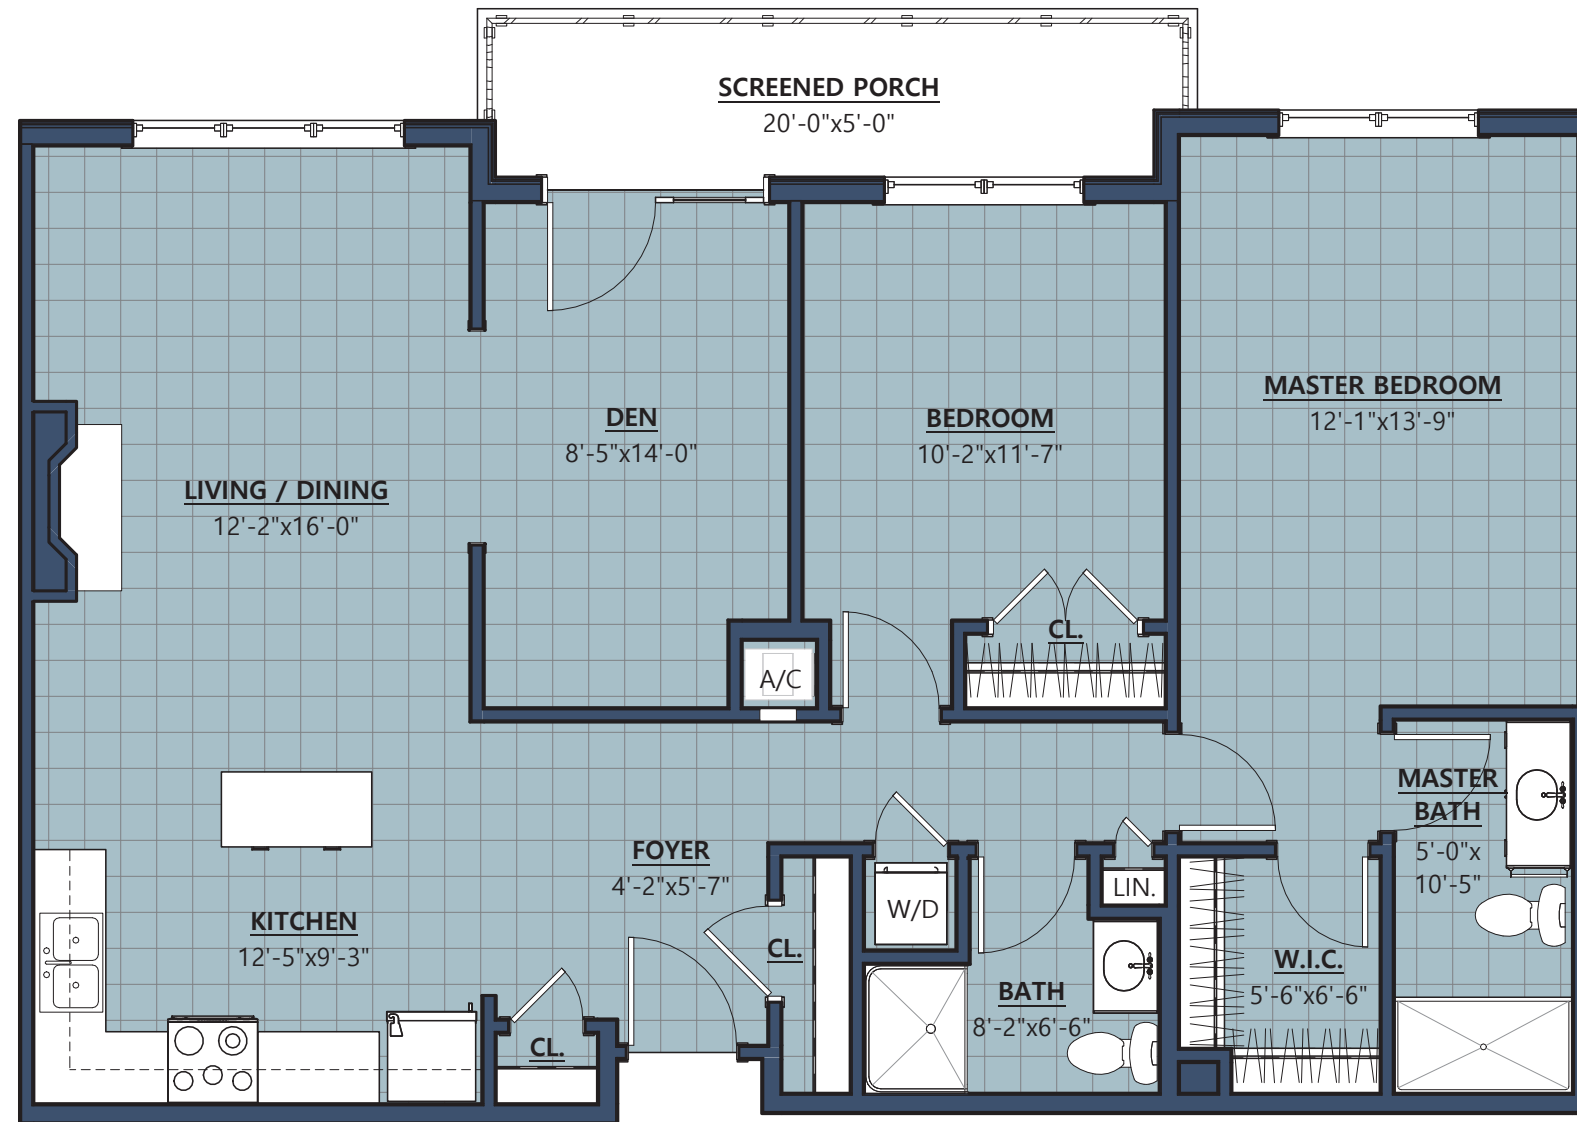 SCREENED PORCH
20'-0"x5'-0"
MASTER BEDROOM
12'-1"x13'-9"
DEN
8'-5"x14'-0"
BEDROOM
10'-2"x11'-7"
LIVING / DINING
12'-2"x16'-0"
CL.
A/C
MASTER
BATH
5'-0"x
10'-5"
FOYER
4'-2"x5'-7"
W/D
LIN.
KITCHEN
12'-5"x9'-3"
CL.
W.I.C.
5'-6"x6'-6"
BATH
8'-2"x6'-6"
CL.